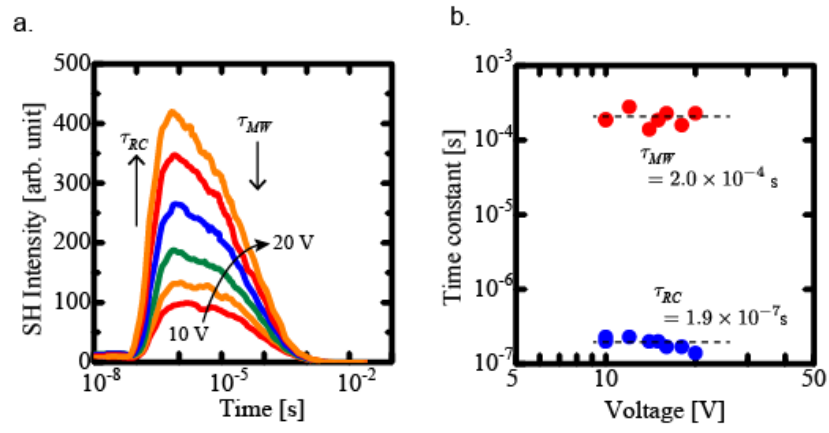 a.
SH Intensity [arb. unit]
500
400
300
200
100
0
τRC
τMW
20 V
10 V
10⁻⁸
10⁻⁵
10⁻²
Time [s]
b.
Time constant [s]
10⁻³
10⁻⁴
10⁻⁵
10⁻⁶
10⁻⁷
τMW
= 2.0 × 10⁻⁴ s
τRC
= 1.9 × 10⁻⁷s
5
10
50
Voltage [V]